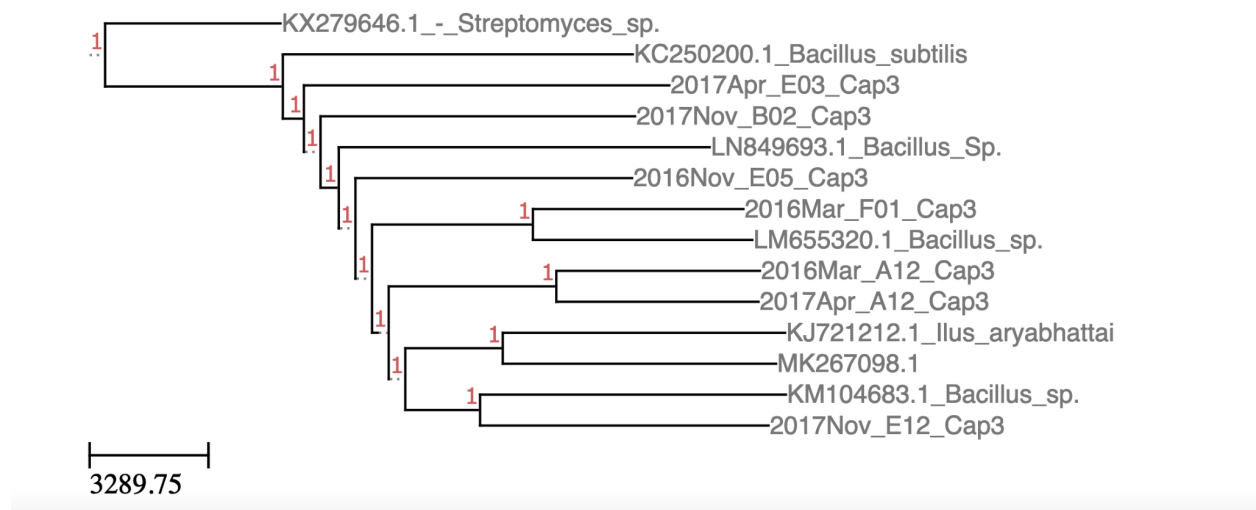 KX279646.1_-_Streptomyces_sp.
1
KC250200.1_Bacillus_subtilis
1
2017Apr_E03_Cap3
1
2017Nov_B02_Cap3
1
LN849693.1_Bacillus_Sp.
1
2016Nov_E05_Cap3
1
2016Mar_F01_Cap3
1
LM655320.1_Bacillus_sp.
1
2016Mar_A12_Cap3
1
2017Apr_A12_Cap3
1
KJ721212.1_Ilus_aryabhattai
1
MK267098.1
1
KM104683.1_Bacillus_sp.
1
2017Nov_E12_Cap3
3289.75